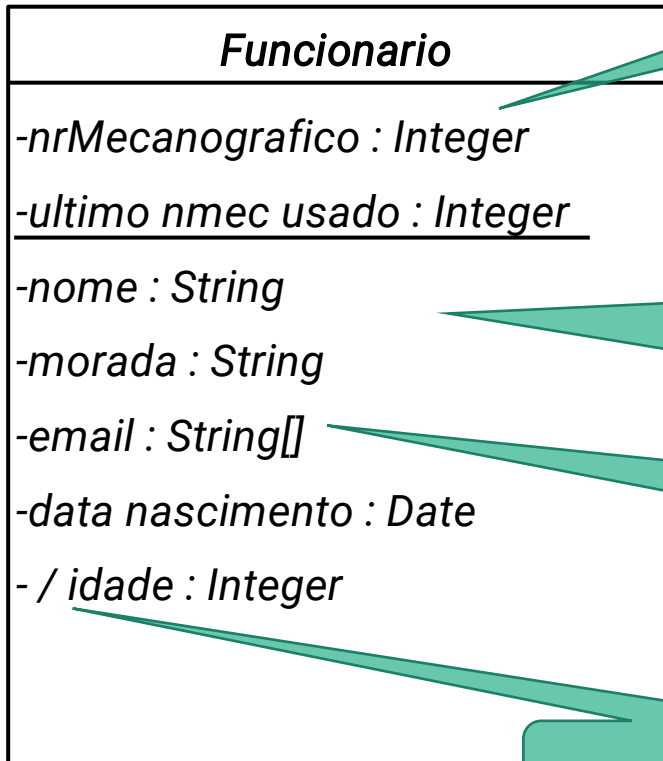 Funcionario
-nrMecanografico : Integer
-ultimo nmec usado : Integer
-nome : String
-morada : String
-email : String[]
-data nascimento : Date
- / idade : Integer